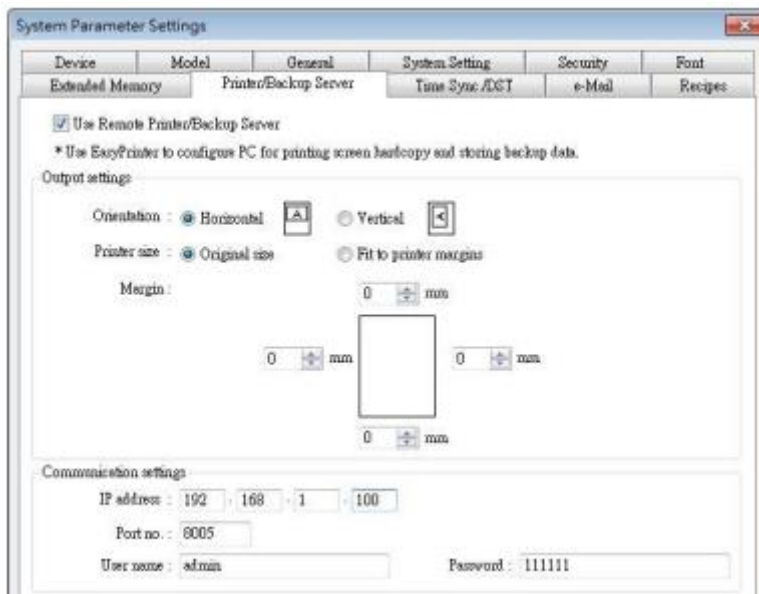 System Parameter Settings
Device Model General System Setting Security Font
Extended Memory Printer/Backup Server Time Sync /DST e-Mail Recipes
Use Remote Printer/Backup Server
* Use EasyPrinter to configure PC for printing screen hardcopy and storing backup data.
Output settings
Orientation : Horizontal A Vertical A
Printer size : Original size Fit to printer margins
Margin : 0 mm
0 mm 0 mm
0 mm
Communication settings
IP address : 192 . 168 . 1 . 100
Port no. : 8005
User name : admin Password : 111111